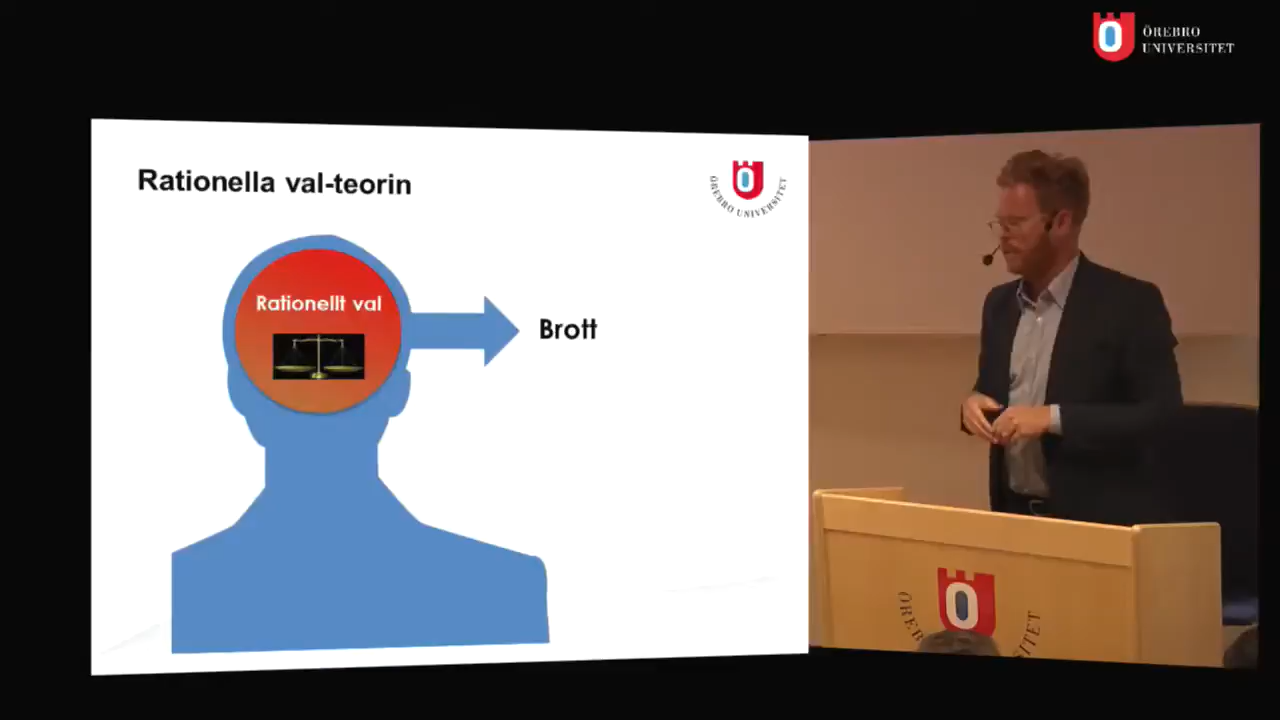 ÖREBRO
UNIVERSITET
Rationella val-teorin
ÖREBRO UNIVERSITET
Rationellt val
Brott